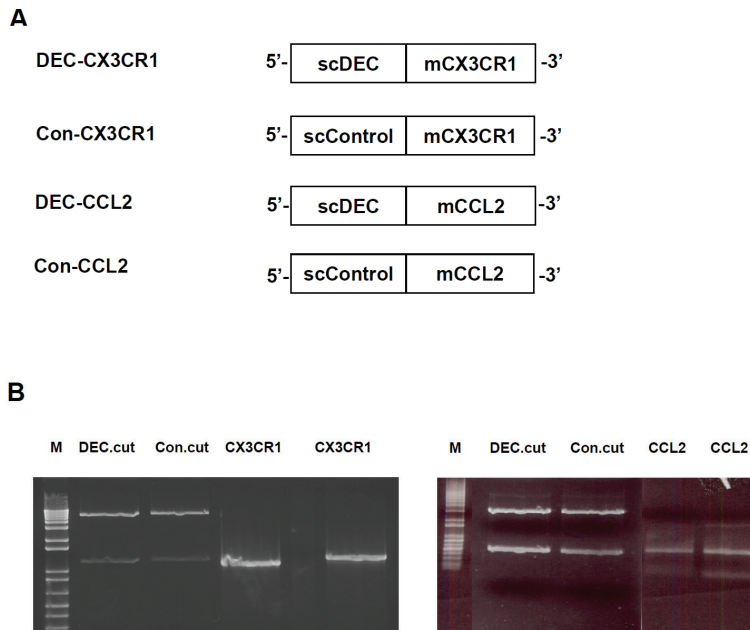 A
DEC-CX3CR1 5’- scDEC mCX3CR1 -3’
Con-CX3CR1 5’- scControl mCX3CR1 -3’
DEC-CCL2 5’- scDEC mCCL2 -3’
Con-CCL2 5’- scControl mCCL2 -3’
B
M DEC.cut Con.cut CX3CR1 CX3CR1 M DEC.cut Con.cut CCL2 CCL2